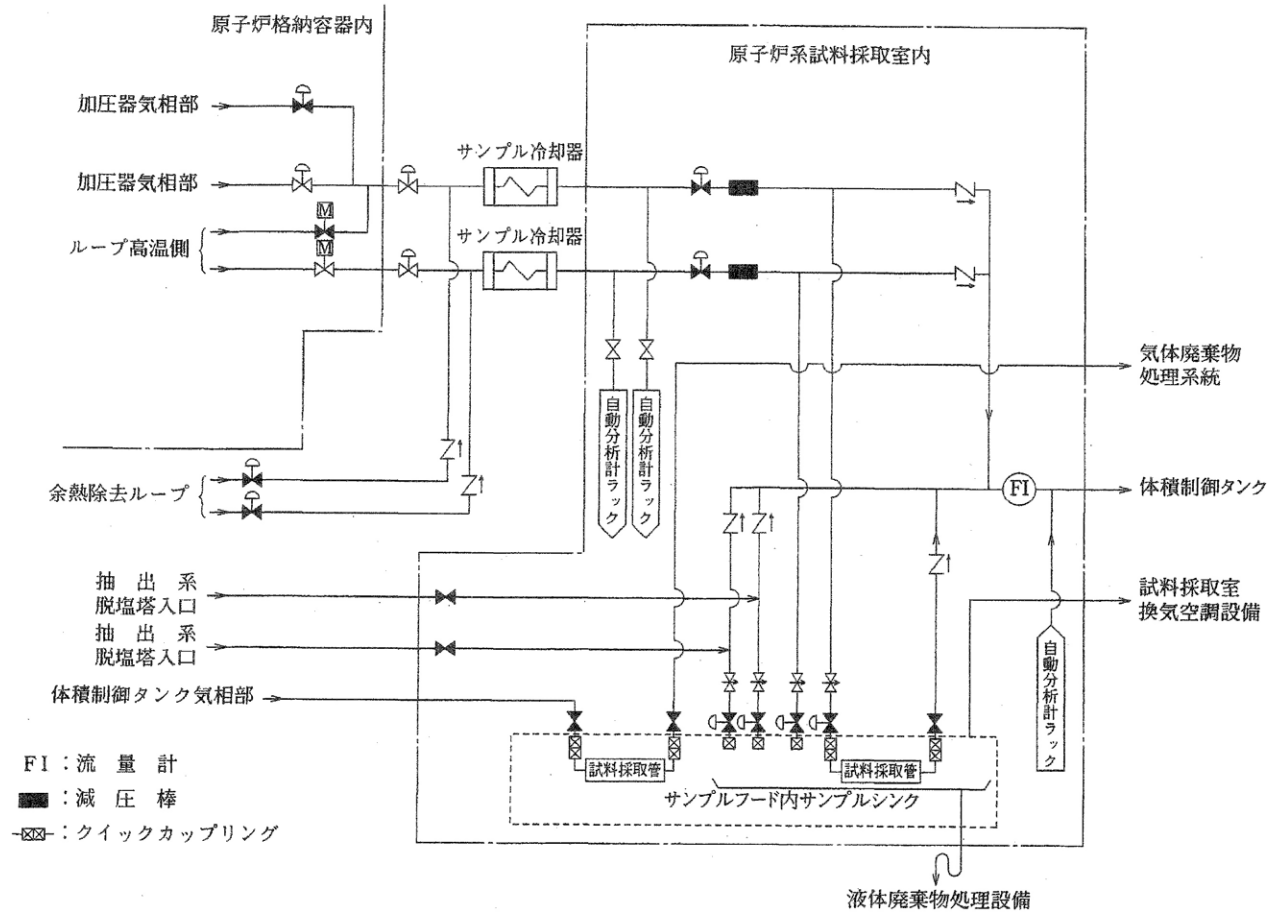 原子炉格納容器内
原子炉系試料採取室内
加圧器気相部
サンプル冷却器
加圧器気相部
M
ループ高温側
M
サンプル冷却器
気体廃棄物
処理系統
自動分析計ラック
自動分析計ラック
余熱除去ループ
FI
体積制御タンク
抽出系
脱塩塔入口
試料採取室
換気空調設備
抽出系
脱塩塔入口
自動分析計ラック
体積制御タンク気相部
試料採取管
試料採取管
サンプルフード内サンプルシンク
FI:流量計
:減圧棒
:クイックカップリング
液体廃棄物処理設備